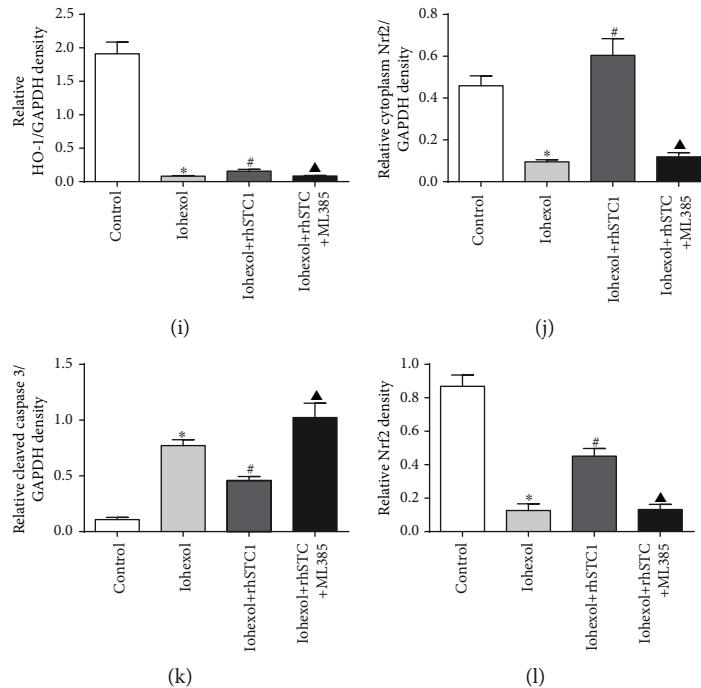 Relative
HO-1/GAPDH density
2.0
1.5
1.0
0.5
0.0
*
#
▲
Control
Iohexol
Iohexol+rhSTC1
Iohexol+rhSTC
+ML385
(i)
Relative cytoplasm Nrf2/
GAPDH density
0.8
0.6
0.4
0.2
0.0
*
#
▲
Control
Iohexol
Iohexol+rhSTC1
Iohexol+rhSTC
+ML385
(j)
Relative cleaved caspase 3/
GAPDH density
1.5
1.0
0.5
0.0
*
#
▲
Control
Iohexol
Iohexol+rhSTC1
Iohexol+rhSTC
+ML385
(k)
Relative Nrf2 density
1.0
0.8
0.6
0.4
0.2
0.0
*
#
▲
Control
Iohexol
Iohexol+rhSTC1
Iohexol+rhSTC
+ML385
(l)